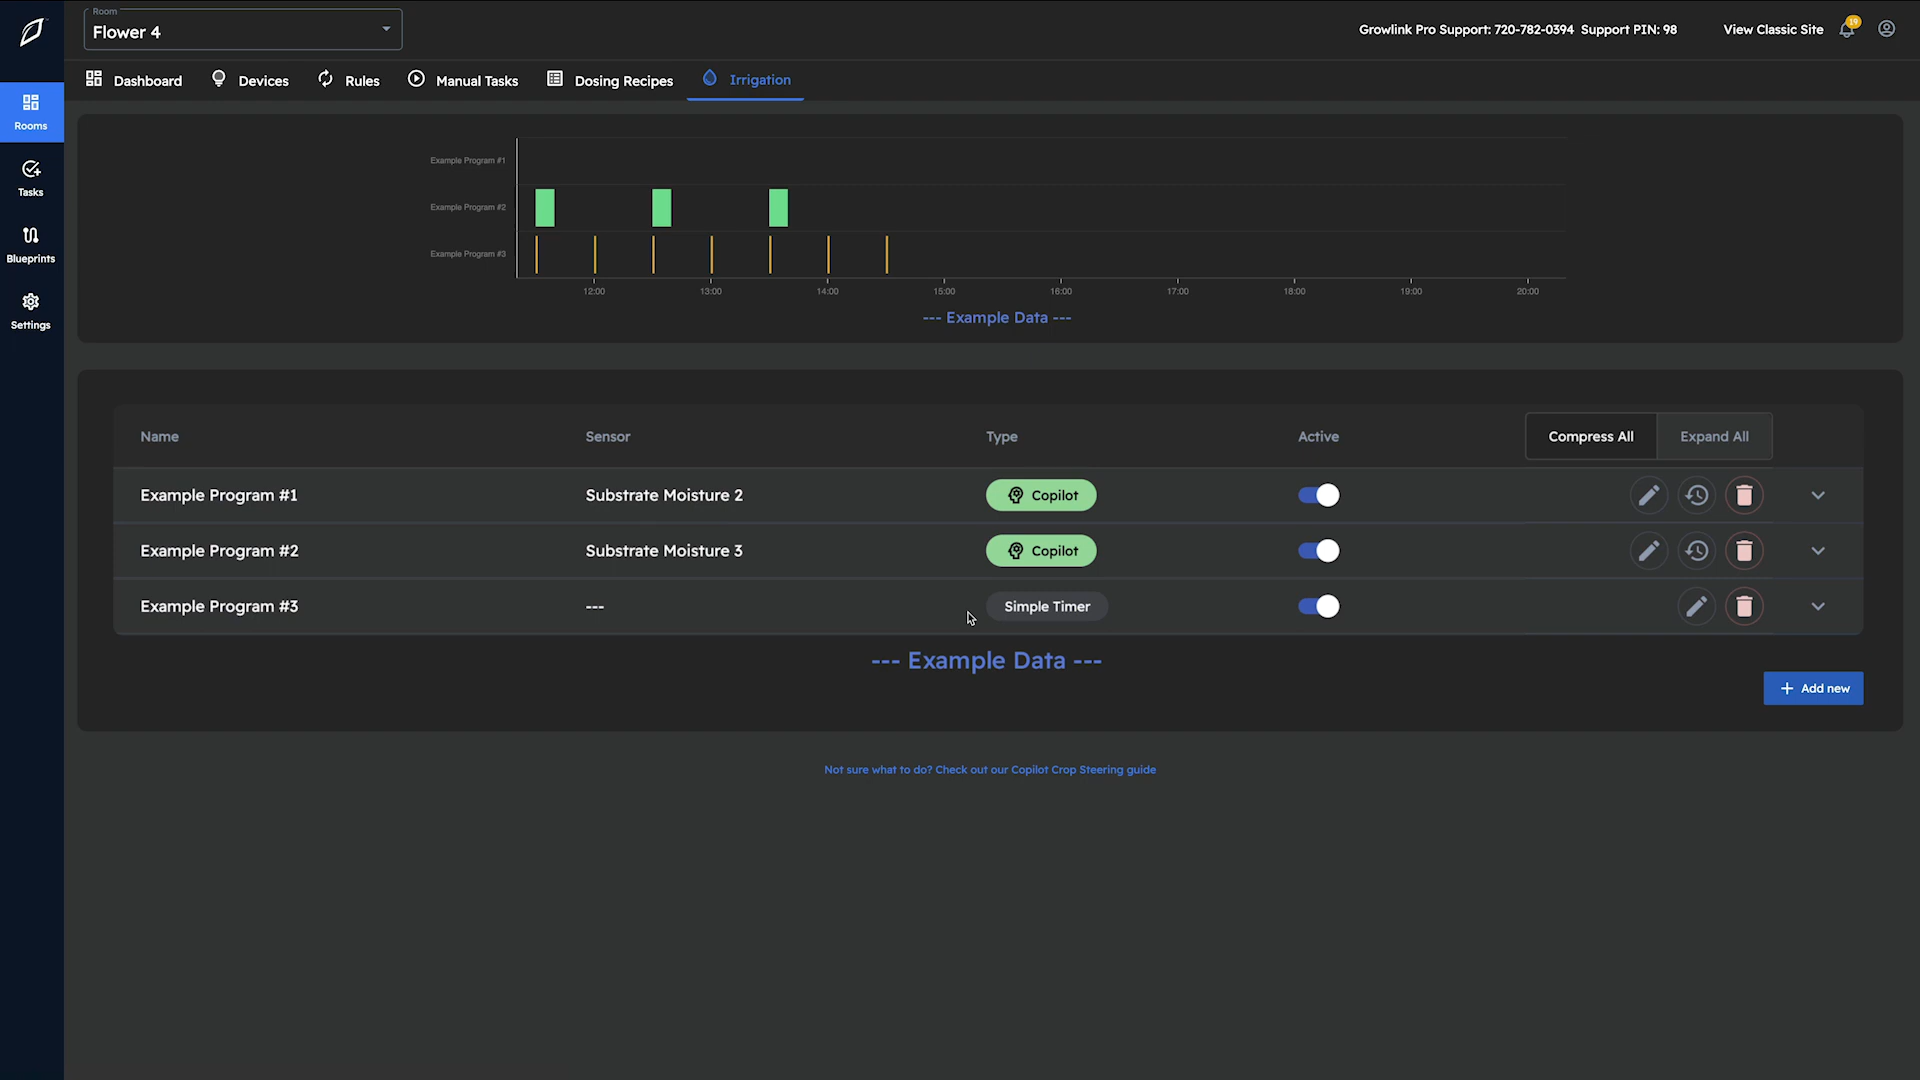 Room
Flower 4
Growlink Pro Support: 720-782-0394 Support PIN: 98
View Classic Site
19
Dashboard
Devices
Rules
Manual Tasks
Dosing Recipes
Irrigation
Rooms
Tasks
Blueprints
Settings
Example Program #1
Example Program #2
Example Program #3
12:00 13:00 14:00 15:00 16:00 17:00 18:00 19:00 20:00
--- Example Data ---
Name Sensor Type Active Compress All Expand All
Example Program #1 Substrate Moisture 2 Copilot
Example Program #2 Substrate Moisture 3 Copilot
Example Program #3 --- Simple Timer
--- Example Data ---
+ Add new
Not sure what to do? Check out our Copilot Crop Steering guide